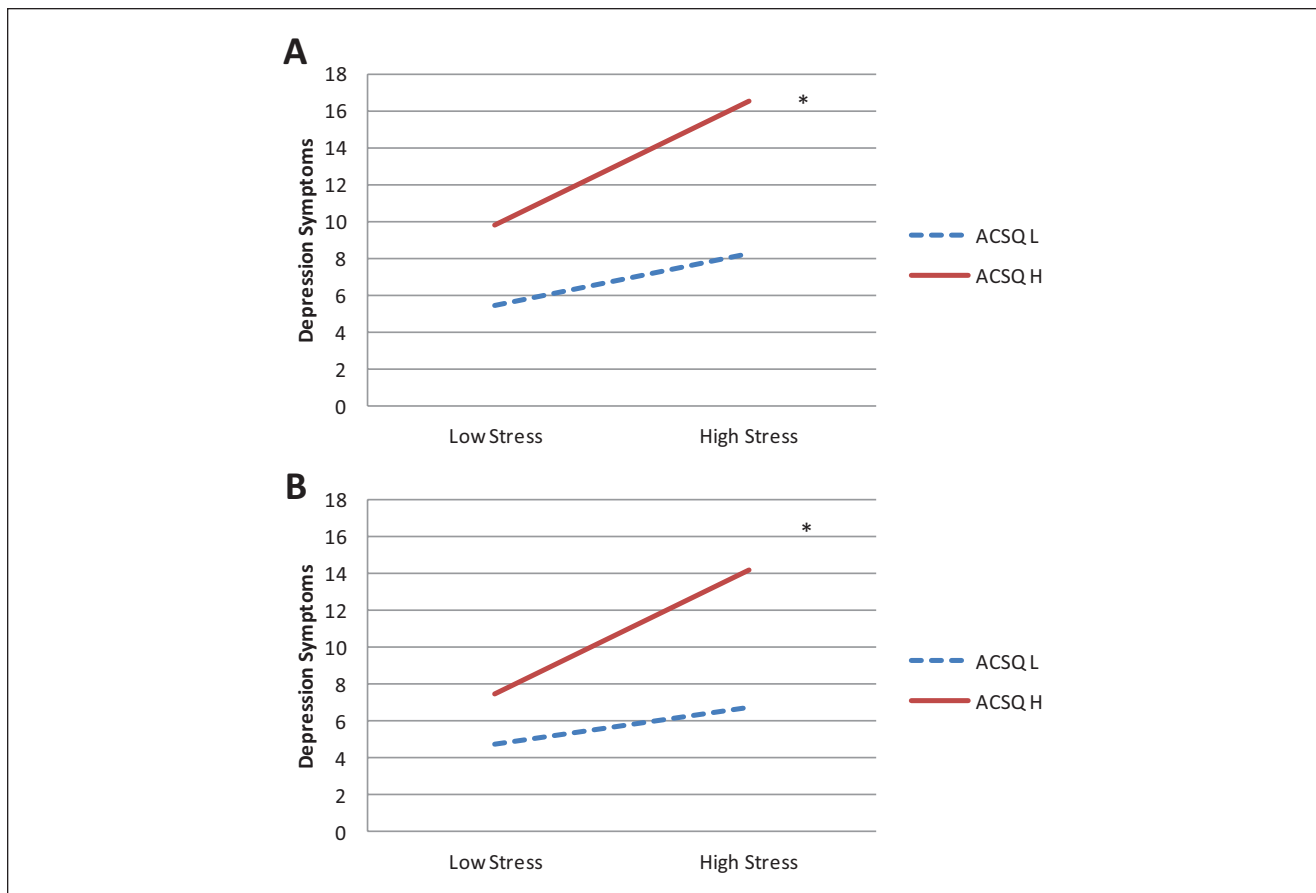 A
18
16
14
12
10
8
6
4
2
0
Depression Symptoms
*
Low Stress High Stress
ACSQ L
ACSQ H
B
18
16
14
12
10
8
6
4
2
0
Depression Symptoms
*
Low Stress High Stress
ACSQ L
ACSQ H